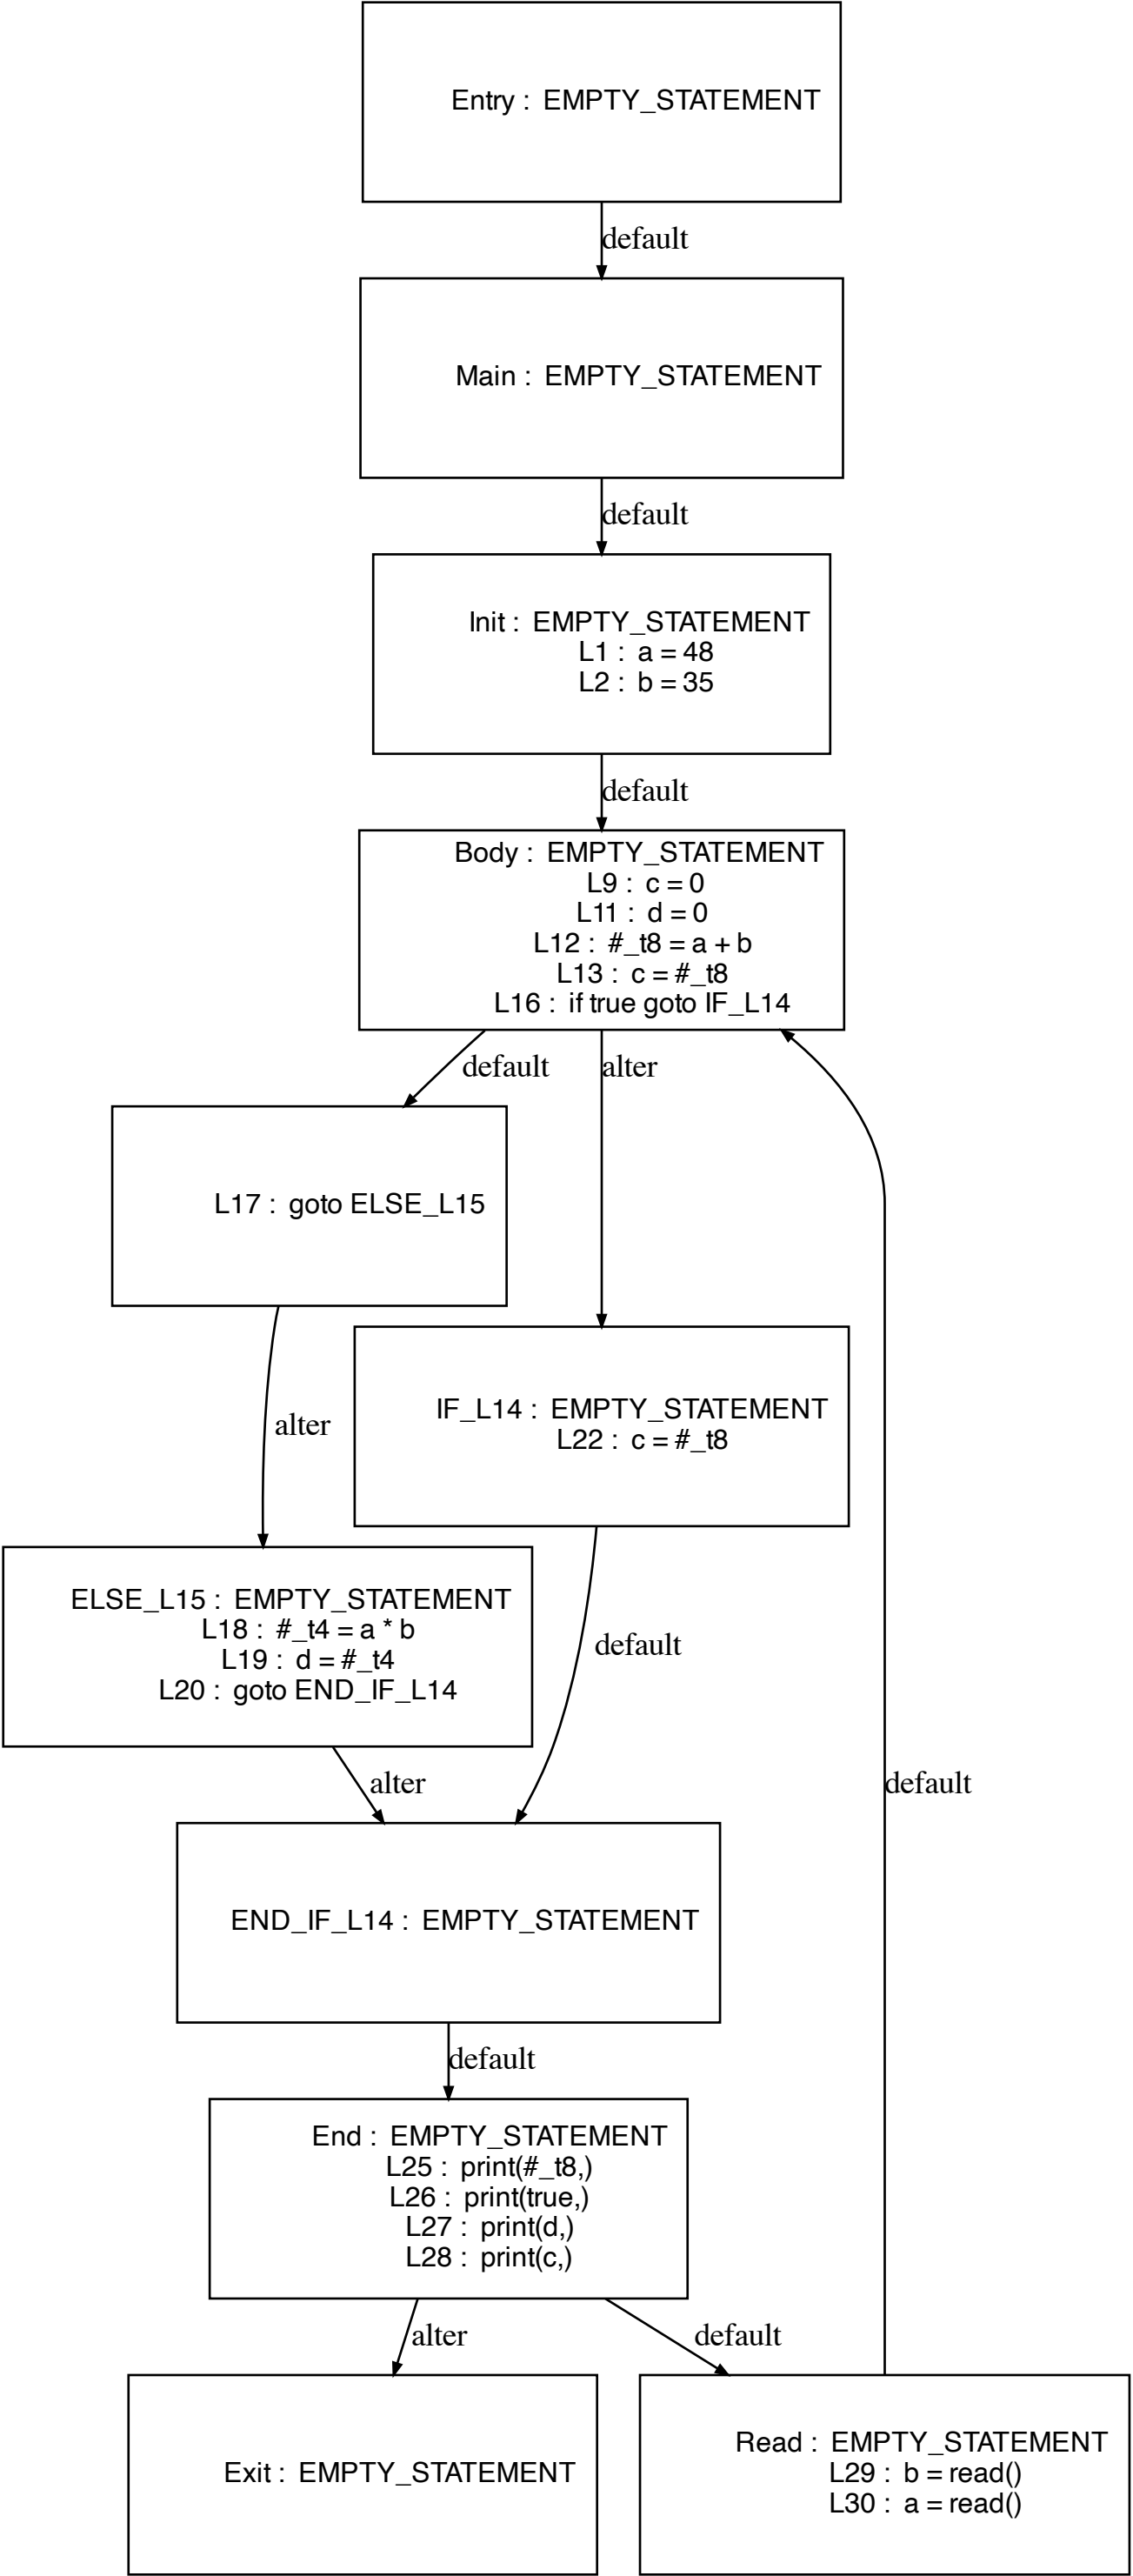 Entry :  EMPTY_STATEMENT
default
Main :  EMPTY_STATEMENT
default
Init :  EMPTY_STATEMENT
L1 :  a = 48
L2 :  b = 35
default
Body :  EMPTY_STATEMENT
L9 :  c = 0
L11 :  d = 0
L12 :  #_t8 = a + b
L13 :  c = #_t8
L16 :  if true goto IF_L14
default
alter
L17 :  goto ELSE_L15
alter
IF_L14 :  EMPTY_STATEMENT
L22 :  c = #_t8
default
ELSE_L15 :  EMPTY_STATEMENT
L18 :  #_t4 = a * b
L19 :  d = #_t4
L20 :  goto END_IF_L14
alter
default
END_IF_L14 :  EMPTY_STATEMENT
default
End :  EMPTY_STATEMENT
L25 :  print(#_t8,)
L26 :  print(true,)
L27 :  print(d,)
L28 :  print(c,)
alter
default
Exit :  EMPTY_STATEMENT
Read :  EMPTY_STATEMENT
L29 :  b = read()
L30 :  a = read()